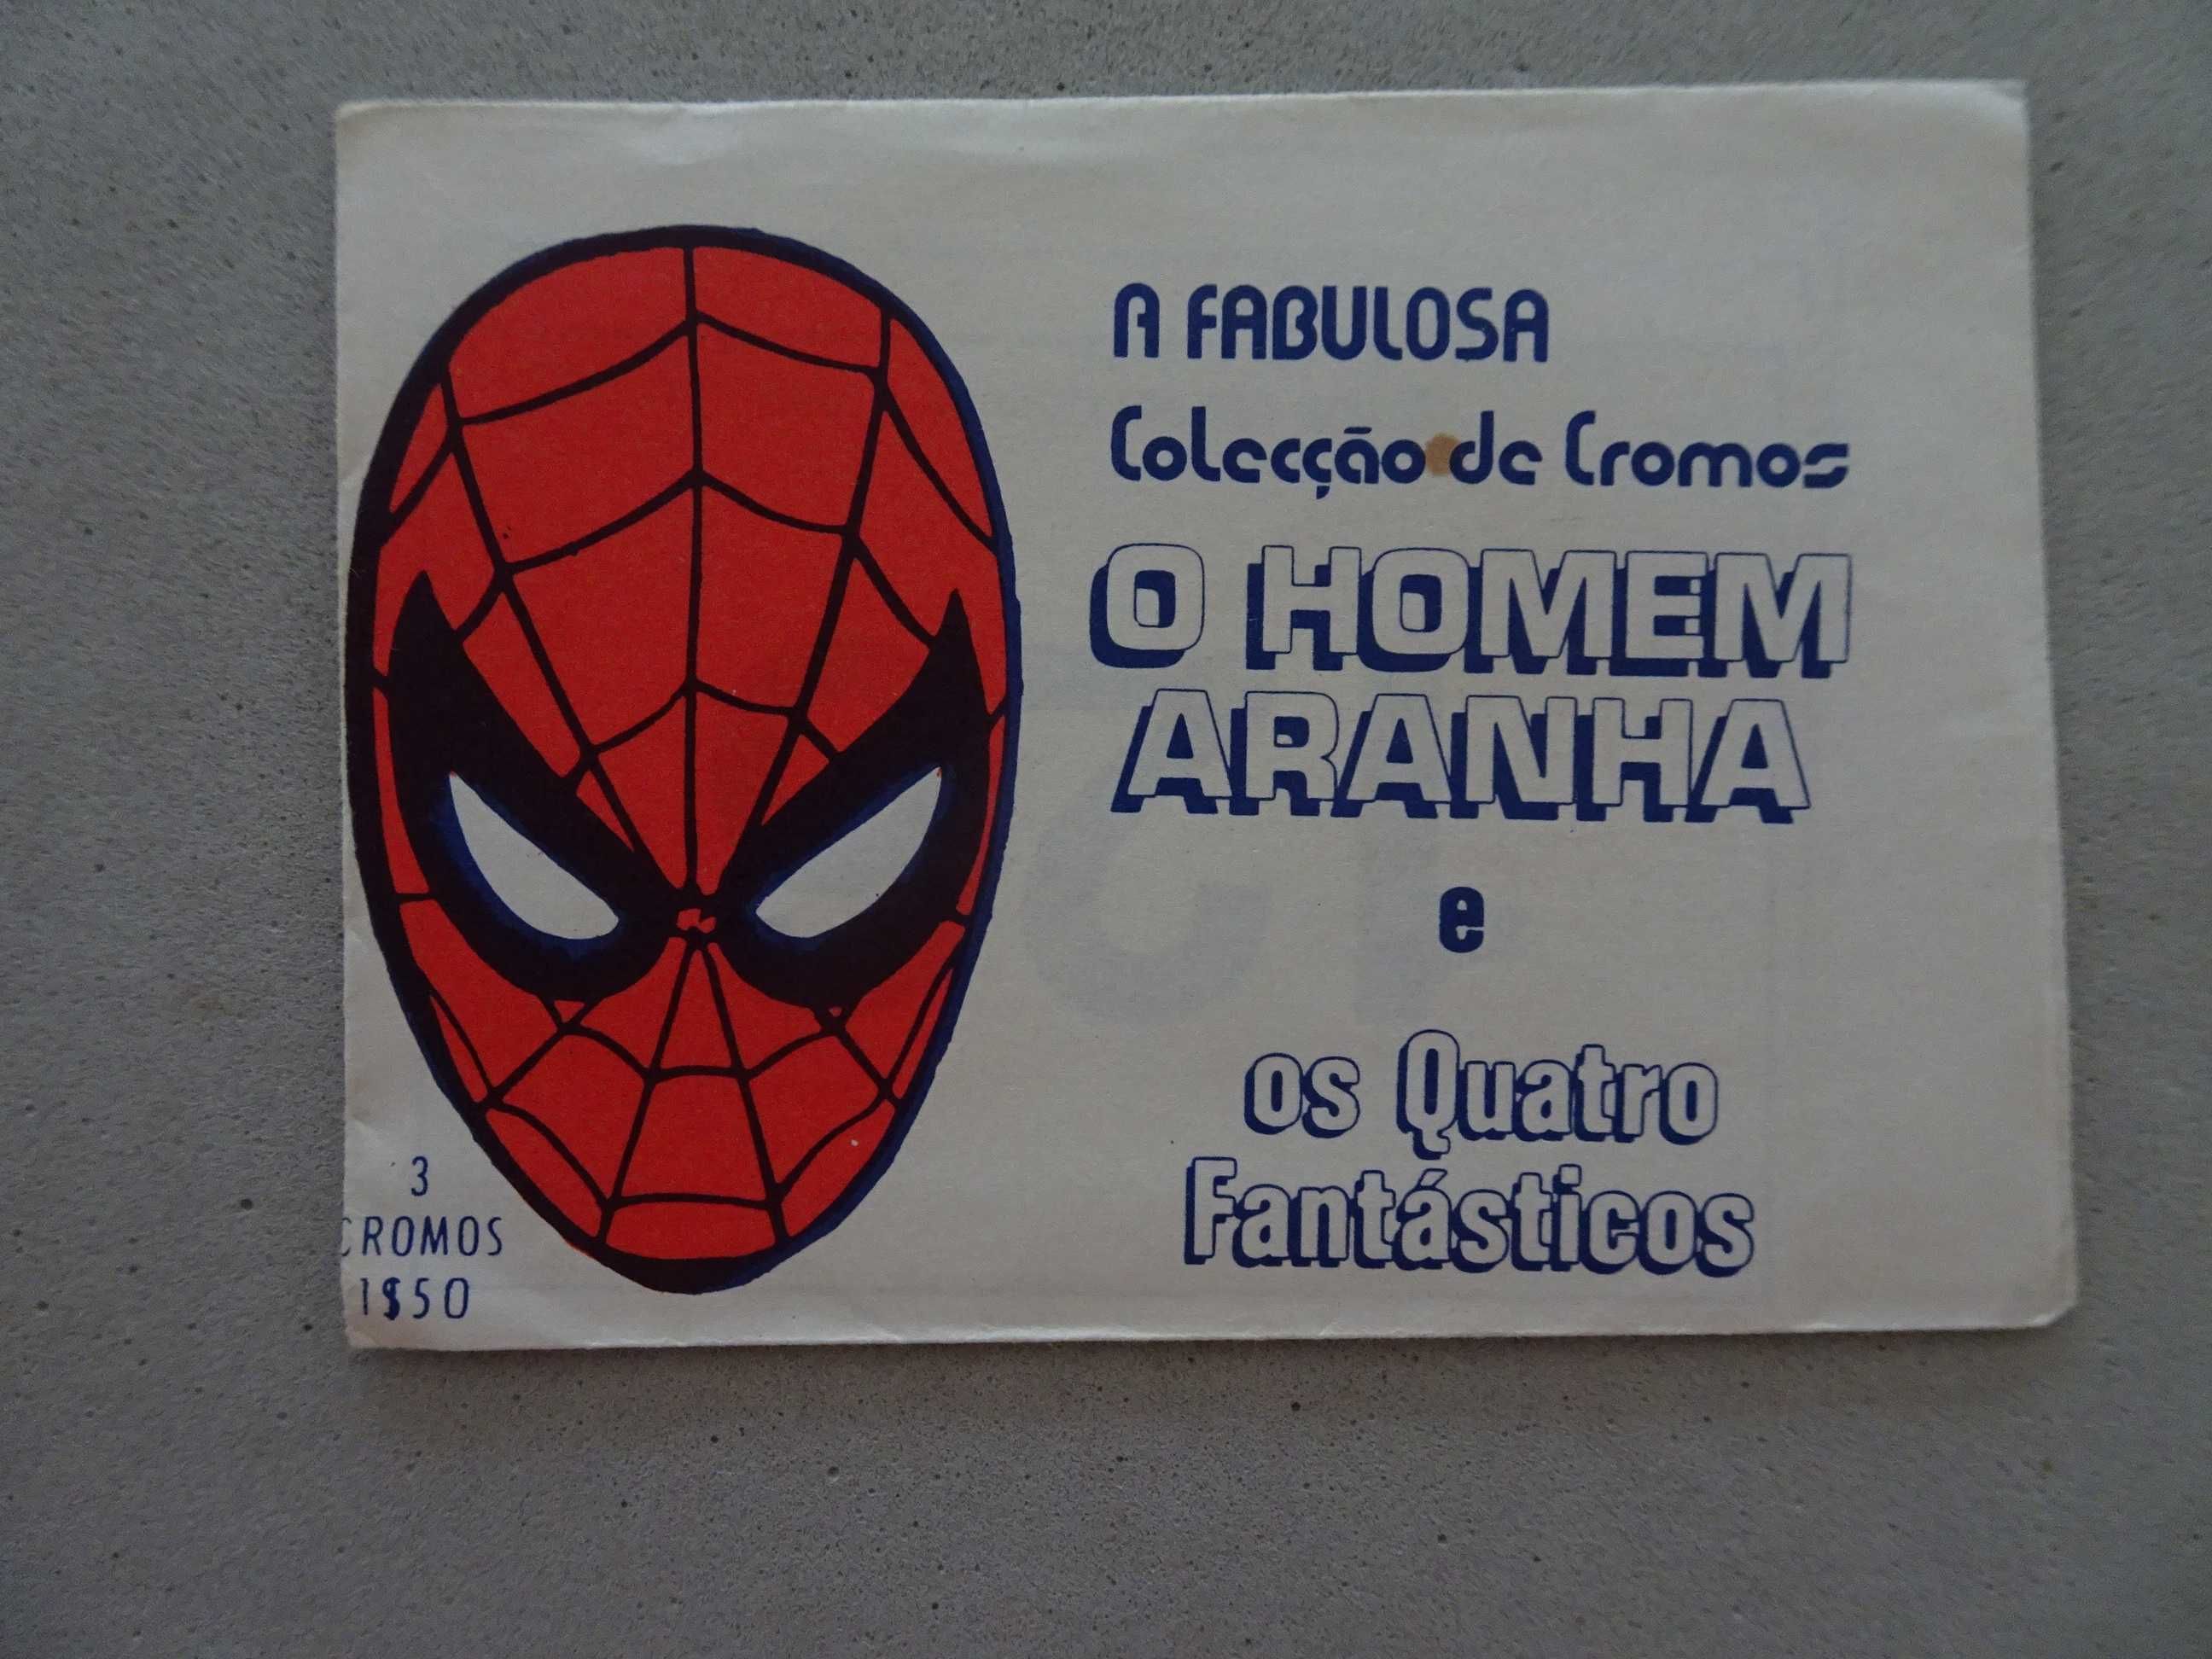 A FABULOSA
Colecção de Cromos
O HOMEM
ARANHA
e
os Quatro
Fantásticos
3
CROMOS
1$50